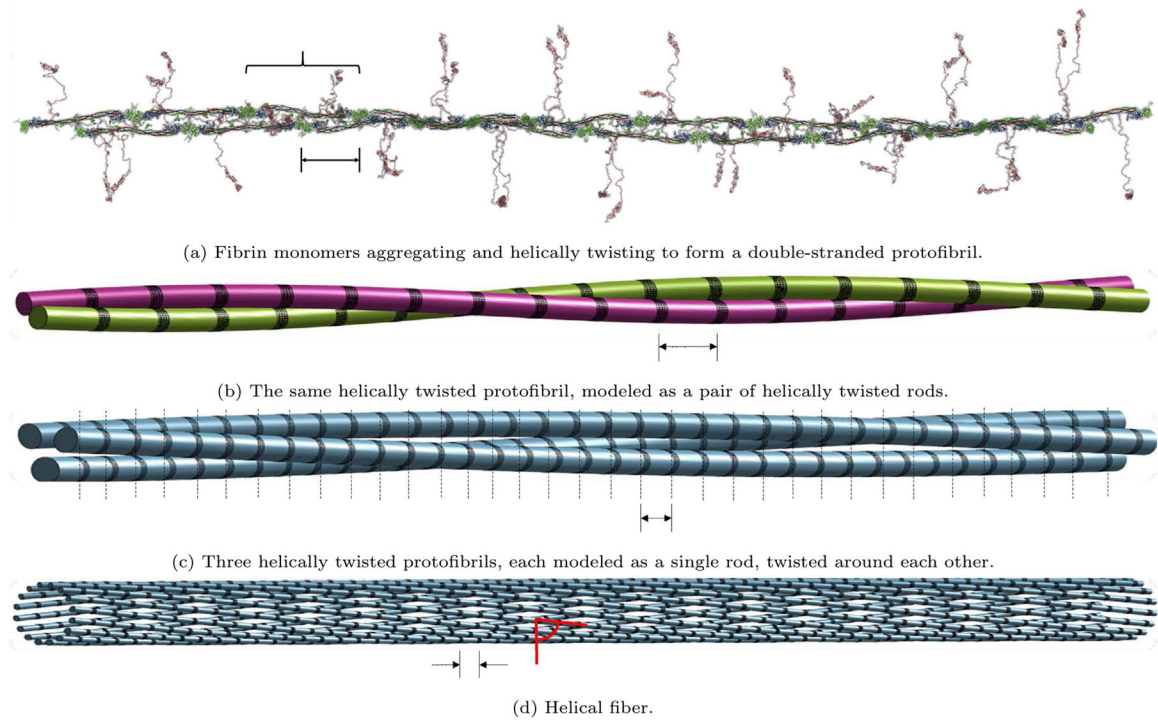 (a) Fibrin monomers aggregating and helically twisting to form a double-stranded protofibril.
(b) The same helically twisted protofibril, modeled as a pair of helically twisted rods.
(c) Three helically twisted protofibrils, each modeled as a single rod, twisted around each other.
(d) Helical fiber.